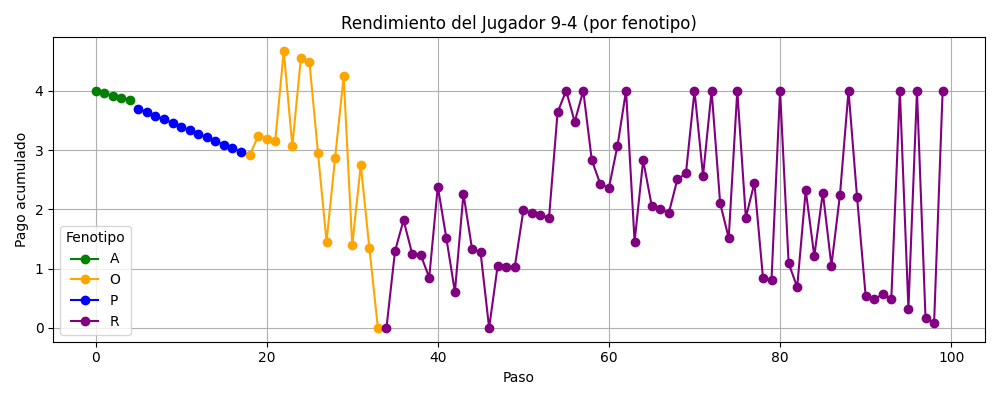 Rendimiento del Jugador 9-4 (por fenotipo)
Pago acumulado
4
3
2
1
0
Fenotipo
A
O
P
R
0 20 40 60 80 100
Paso